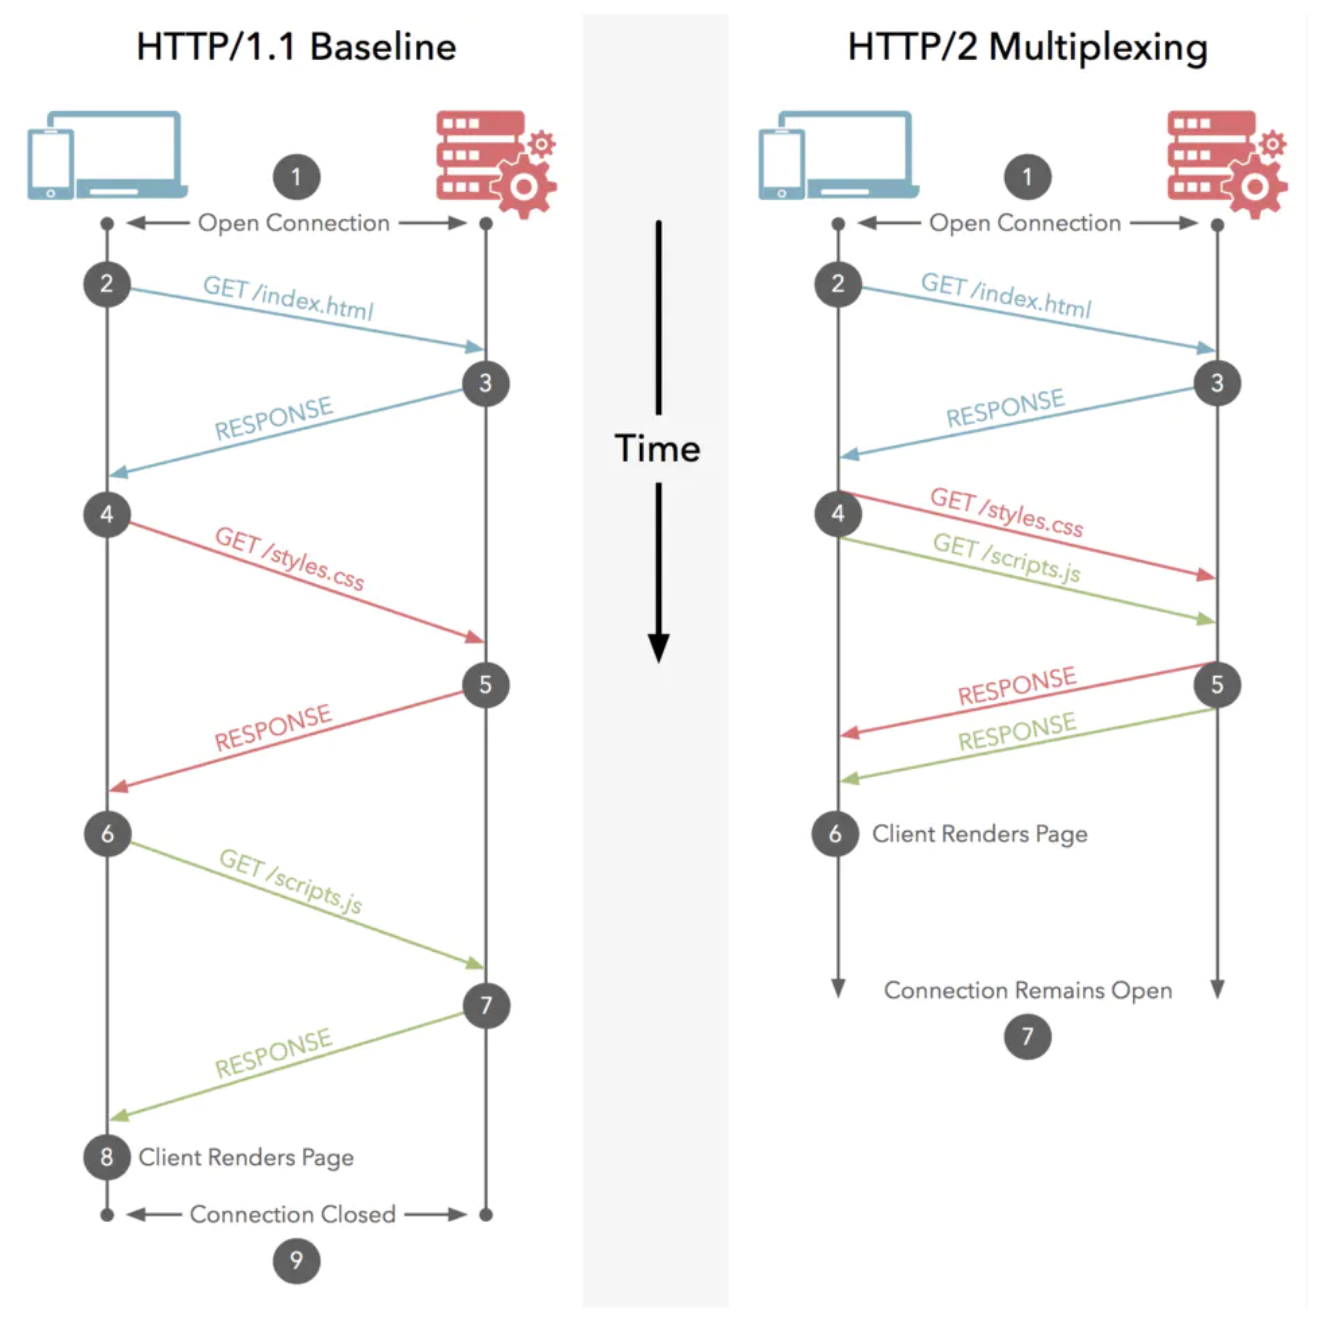 HTTP/1.1 Baseline
1
Open Connection
2
GET /index.html
3
RESPONSE
4
GET /styles.css
5
RESPONSE
6
GET /scripts.js
7
RESPONSE
8
Client Renders Page
Connection Closed
9
Time
HTTP/2 Multiplexing
1
Open Connection
2
GET /index.html
3
RESPONSE
4
GET /styles.css
GET /scripts.js
5
RESPONSE
RESPONSE
6
Client Renders Page
Connection Remains Open
7